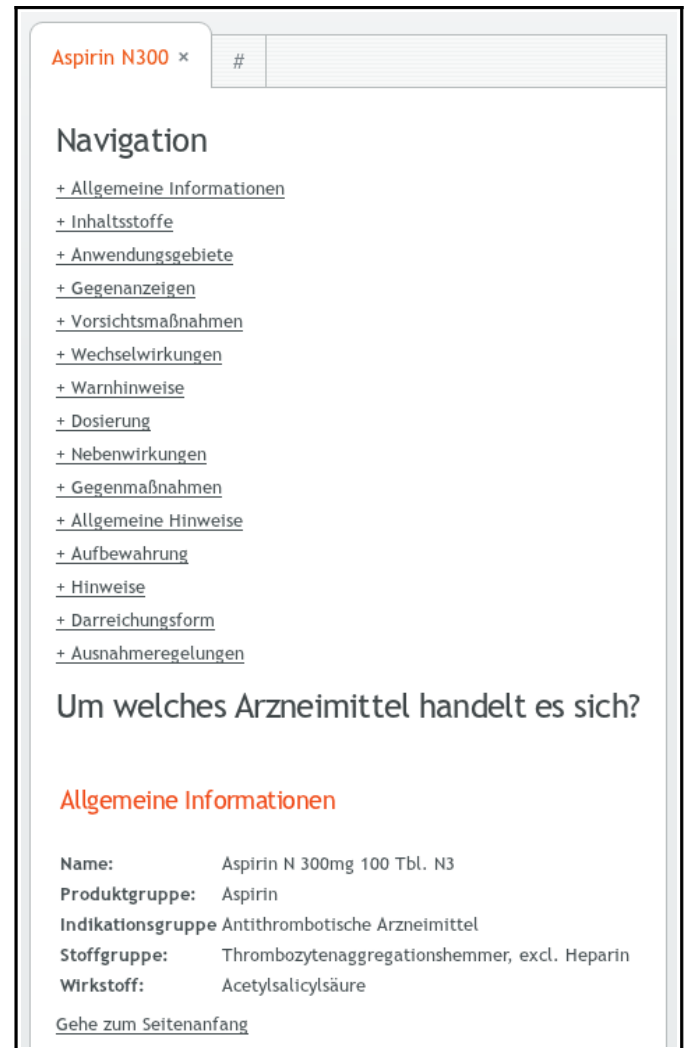 Aspirin N300 ×
#
Navigation
+ Allgemeine Informationen
+ Inhaltsstoffe
+ Anwendungsgebiete
+ Gegenanzeigen
+ Vorsichtsmaßnahmen
+ Wechselwirkungen
+ Warnhinweise
+ Dosierung
+ Nebenwirkungen
+ Gegenmaßnahmen
+ Allgemeine Hinweise
+ Aufbewahrung
+ Hinweise
+ Darreichungsform
+ Ausnahmeregelungen
Um welches Arzneimittel handelt es sich?
Allgemeine Informationen
Name: Aspirin N 300mg 100 Tbl. N3
Produktgruppe: Aspirin
Indikationsgruppe Antithrombotische Arzneimittel
Stoffgruppe: Thrombozytenaggregationshemmer, excl. Heparin
Wirkstoff: Acetylsalicylsäure
Gehe zum Seitenanfang